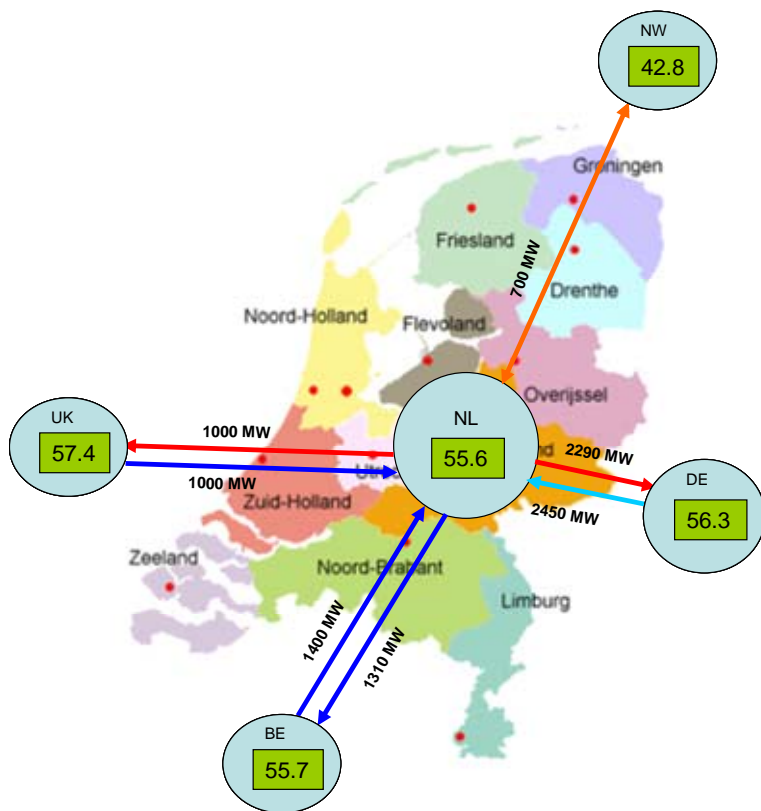 NW
42.8
Groningen
Friesland
700 MW
Drenthe
Noord-Holland
Flevoland
Overijssel
UK
57.4
1000 MW
1000 MW
NL
55.6
2290 MW
2450 MW
DE
56.3
Zuid-Holland
Zeeland
Noord-Brabant
Limburg
1400 MW
1310 MW
BE
55.7